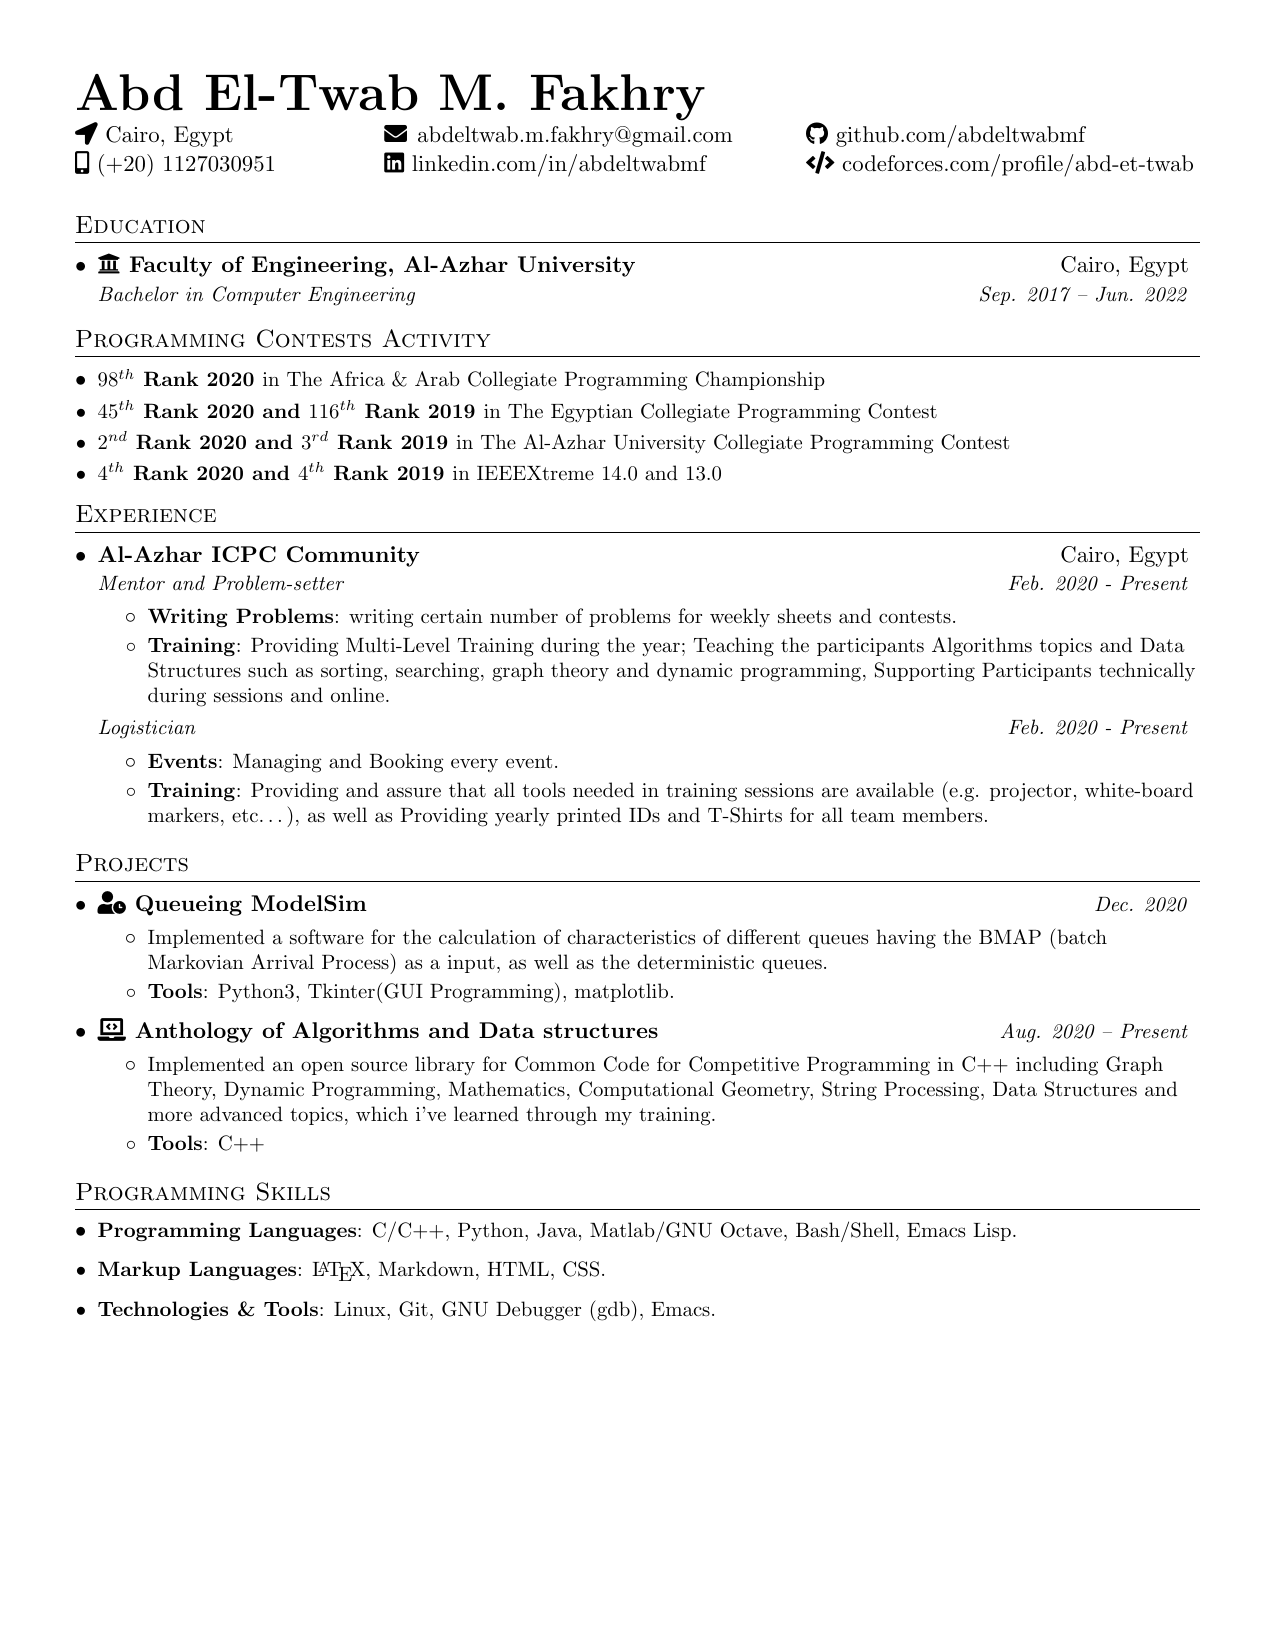 Abd El-Twab M. Fakhry
Cairo, Egypt abdeltwab.m.fakhry@gmail.com github.com/abdeltwabmf
(+20) 1127030951 linkedin.com/in/abdeltwabmf codeforces.com/profile/abd-et-twab
Education
• Faculty of Engineering, Al-Azhar University Cairo, Egypt
Bachelor in Computer Engineering Sep. 2017 – Jun. 2022
Programming Contests Activity
• 98th Rank 2020 in The Africa & Arab Collegiate Programming Championship
• 45th Rank 2020 and 116th Rank 2019 in The Egyptian Collegiate Programming Contest
• 2nd Rank 2020 and 3rd Rank 2019 in The Al-Azhar University Collegiate Programming Contest
• 4th Rank 2020 and 4th Rank 2019 in IEEEXtreme 14.0 and 13.0
Experience
• Al-Azhar ICPC Community Cairo, Egypt
Mentor and Problem-setter Feb. 2020 - Present
◦ Writing Problems: writing certain number of problems for weekly sheets and contests.
◦ Training: Providing Multi-Level Training during the year; Teaching the participants Algorithms topics and Data
Structures such as sorting, searching, graph theory and dynamic programming, Supporting Participants technically
during sessions and online.
Logistician Feb. 2020 - Present
◦ Events: Managing and Booking every event.
◦ Training: Providing and assure that all tools needed in training sessions are available (e.g. projector, white-board
markers, etc...), as well as Providing yearly printed IDs and T-Shirts for all team members.
Projects
• Queueing ModelSim Dec. 2020
◦ Implemented a software for the calculation of characteristics of different queues having the BMAP (batch
Markovian Arrival Process) as a input, as well as the deterministic queues.
◦ Tools: Python3, Tkinter(GUI Programming), matplotlib.
• Anthology of Algorithms and Data structures Aug. 2020 – Present
◦ Implemented an open source library for Common Code for Competitive Programming in C++ including Graph
Theory, Dynamic Programming, Mathematics, Computational Geometry, String Processing, Data Structures and
more advanced topics, which i've learned through my training.
◦ Tools: C++
Programming Skills
• Programming Languages: C/C++, Python, Java, Matlab/GNU Octave, Bash/Shell, Emacs Lisp.
• Markup Languages: LATEX, Markdown, HTML, CSS.
• Technologies & Tools: Linux, Git, GNU Debugger (gdb), Emacs.